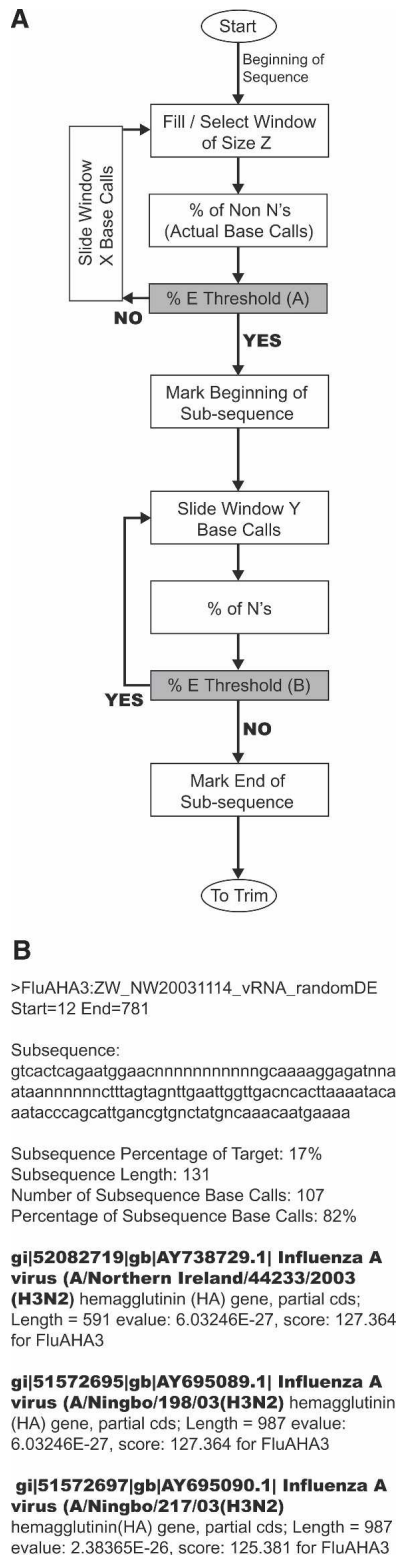 A
Start
Beginning of
Sequence
Fill / Select Window
of Size Z
Slide Window
X Base Calls
% of Non N's
(Actual Base Calls)
% E Threshold (A)
NO
YES
Mark Beginning of
Sub-sequence
Slide Window Y
Base Calls
% of N's
% E Threshold (B)
YES
NO
Mark End of
Sub-sequence
To Trim
B
>FluAHA3:ZW_NW20031114_vRNA_randomDE
Start=12 End=781
Subsequence:
gtcactcagaatggaacnnnnnnnnnnnngcaaaaggagatnna
ataannnnnnctttagtagnttgaattggttgacncacttaaaataca
aatacccagcattgancgtgnctatgncaaacaatgaaaa
Subsequence Percentage of Target: 17%
Subsequence Length: 131
Number of Subsequence Base Calls: 107
Percentage of Subsequence Base Calls: 82%
gi|52082719|gb|AY738729.1| Influenza A
virus (A/Northern Ireland/44233/2003
(H3N2) hemagglutinin (HA) gene, partial cds;
Length = 591 evalue: 6.03246E-27, score: 127.364
for FluAHA3
gi|51572695|gb|AY695089.1| Influenza A
virus (A/Ningbo/198/03(H3N2) hemagglutinin
(HA) gene, partial cds; Length = 987 evalue:
6.03246E-27, score: 127.364 for FluAHA3
gi|51572697|gb|AY695090.1| Influenza A
virus (A/Ningbo/217/03(H3N2)
hemagglutinin(HA) gene, partial cds; Length = 987
evalue: 2.38365E-26, score: 125.381 for FluAHA3